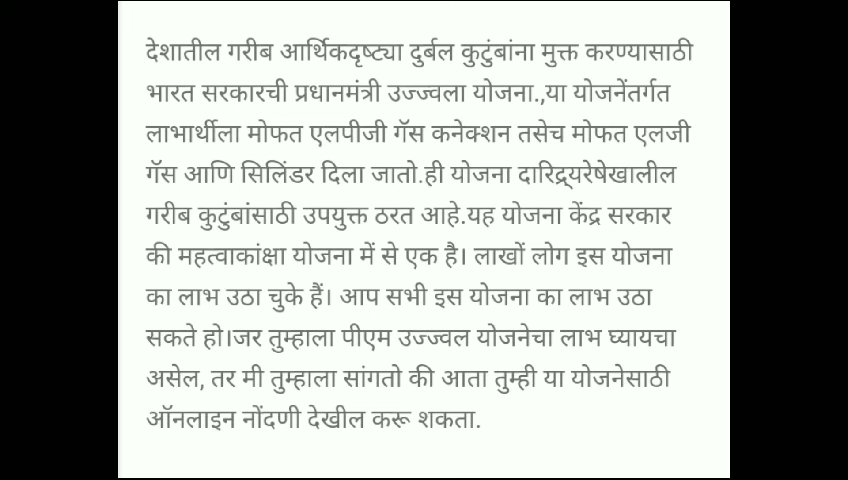 देशातील गरीब आर्थिकदृष्ट्या दुर्बल कुटुंबांना मुक्त करण्यासाठी
भारत सरकारची प्रधानमंत्री उज्ज्वला योजना.,या योजनेंतर्गत
लाभार्थीला मोफत एलपीजी गॅस कनेक्शन तसेच मोफत एलजी
गॅस आणि सिलिंडर दिला जातो.ही योजना दारिद्र्यरेषेखालील
गरीब कुटुंबांसाठी उपयुक्त ठरत आहे.यह योजना केंद्र सरकार
की महत्वाकांक्षा योजना में से एक है। लाखों लोग इस योजना
का लाभ उठा चुके हैं। आप सभी इस योजना का लाभ उठा
सकते हो।जर तुम्हाला पीएम उज्ज्वल योजनेचा लाभ घ्यायचा
असेल, तर मी तुम्हाला सांगतो की आता तुम्ही या योजनेसाठी
ऑनलाइन नोंदणी देखील करू शकता.